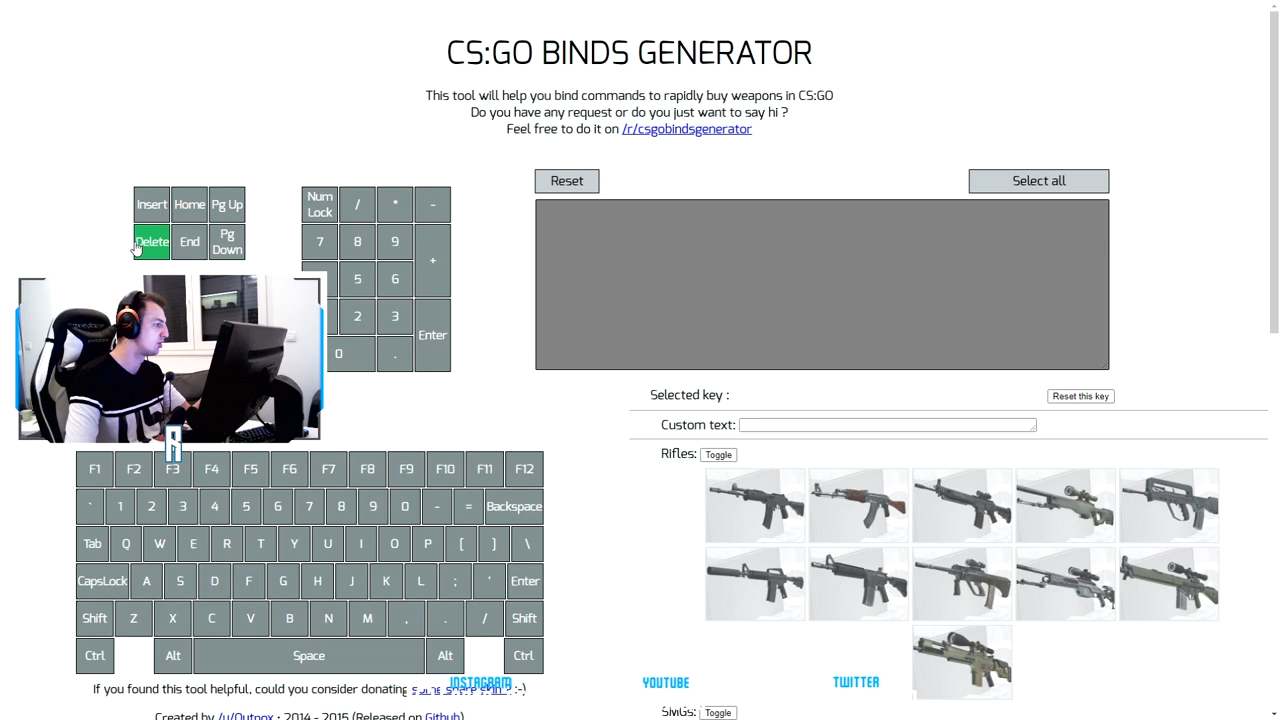 CS:GO BINDS GENERATOR
This tool will help you bind commands to rapidly buy weapons in CS:GO
Do you have any request or do you just want to say hi ?
Feel free to do it on /r/csgobindsgenerator
Reset
Select all
Insert Home Pg Up
Delete End Pg Down
Num Lock / * -
7 8 9 +
5 6
2 3 Enter
0 .
Selected key :
Reset this key
Custom text:
Rifles: Toggle
F1 F2 F3 F4 F5 F6 F7 F8 F9 F10 F11 F12
` 1 2 3 4 5 6 7 8 9 0 - = Backspace
Tab Q W E R T Y U I O P [ ] \
CapsLock A S D F G H J K L ; ' Enter
Shift Z X C V B N M , . / Shift
Ctrl Alt Space Alt Ctrl
If you found this tool helpful, could you consider donating
INSTAGRAM YOUTUBE TWITTER
Created by /u/Outpox • 2014 - 2015 (Released on Github)
SMGs: Toggle